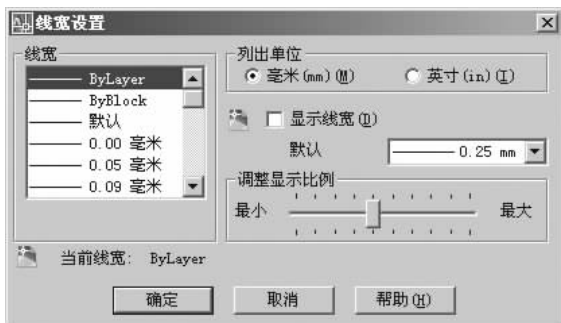 线宽设置
线宽
ByLayer
ByBlock
默认
0.00 毫米
0.05 毫米
0.09 毫米
列出单位
毫米(mm)(M)
英寸(in)(I)
显示线宽(D)
默认
0.25 mm
调整显示比例
最小
最大
当前线宽: ByLayer
确定
取消
帮助(H)